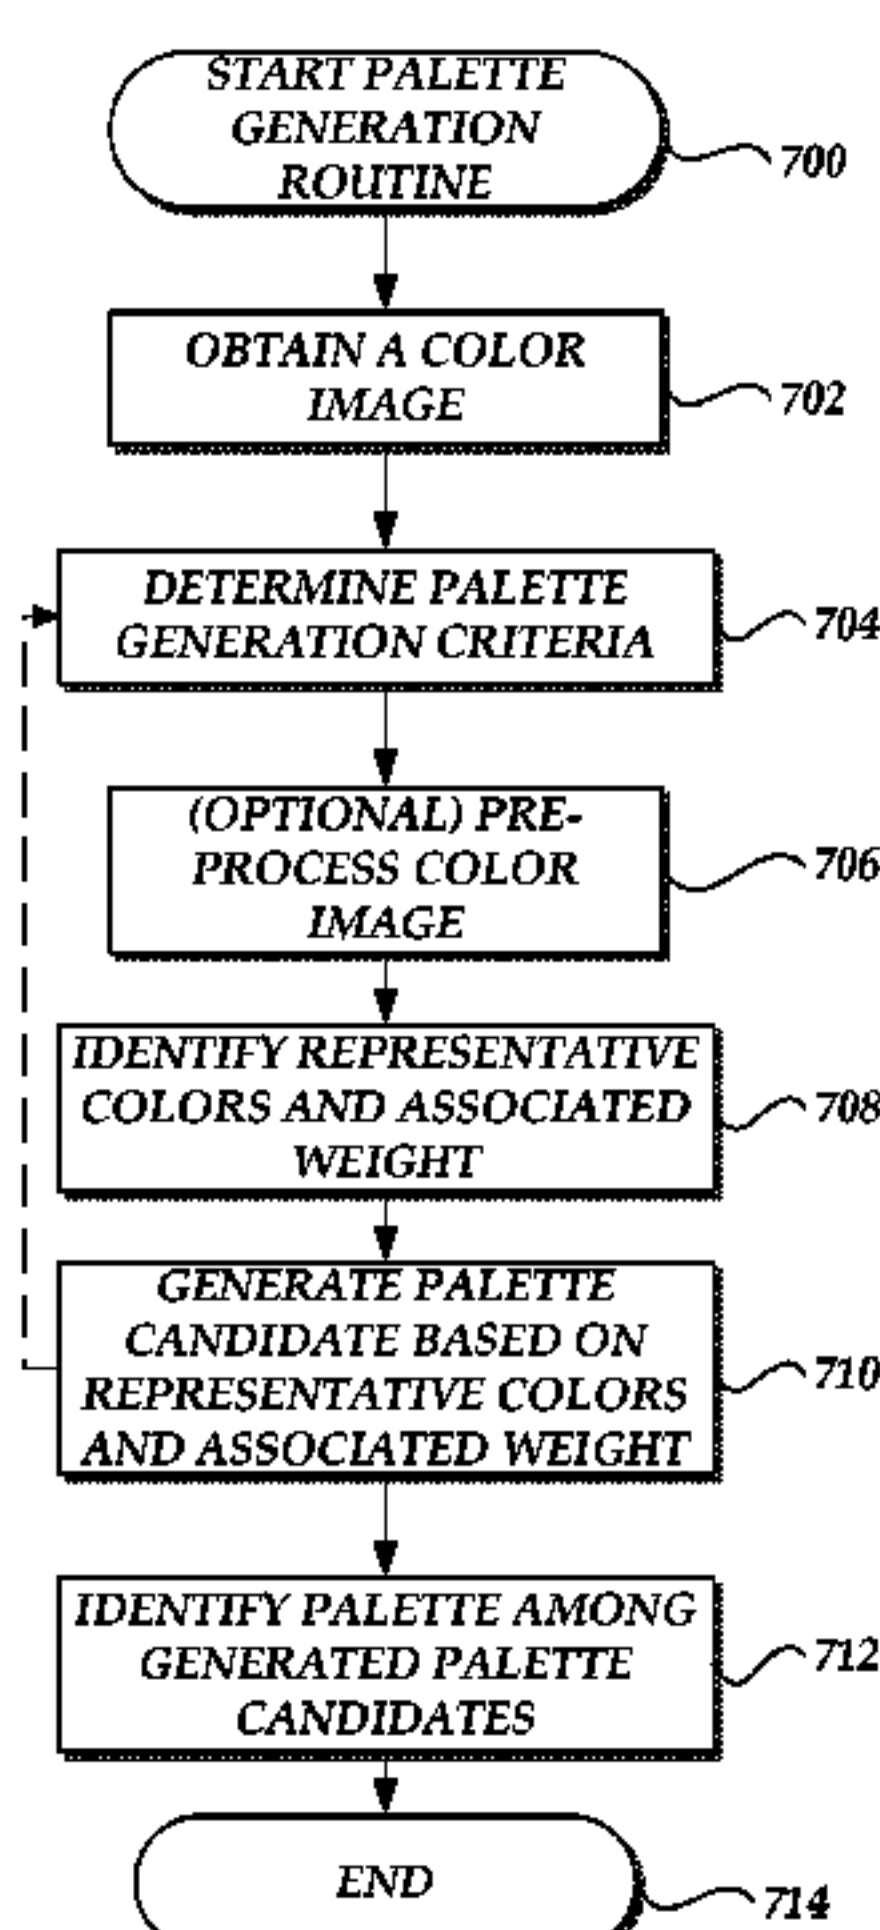 START PALETTE
GENERATION
ROUTINE
700
OBTAIN A COLOR
IMAGE
702
DETERMINE PALETTE
GENERATION CRITERIA
704
(OPTIONAL) PRE-
PROCESS COLOR
IMAGE
706
IDENTIFY REPRESENTATIVE
COLORS AND ASSOCIATED
WEIGHT
708
GENERATE PALETTE
CANDIDATE BASED ON
REPRESENTATIVE COLORS
AND ASSOCIATED WEIGHT
710
IDENTIFY PALETTE AMONG
GENERATED PALETTE
CANDIDATES
712
END
714